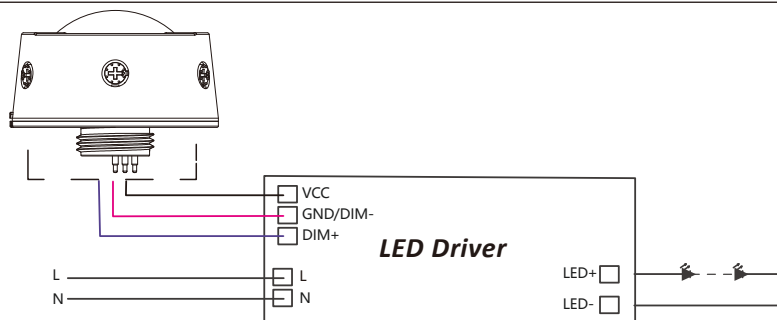 VCC
GND/DIM-
DIM+
LED Driver
L
L
LED+
N
N
LED-